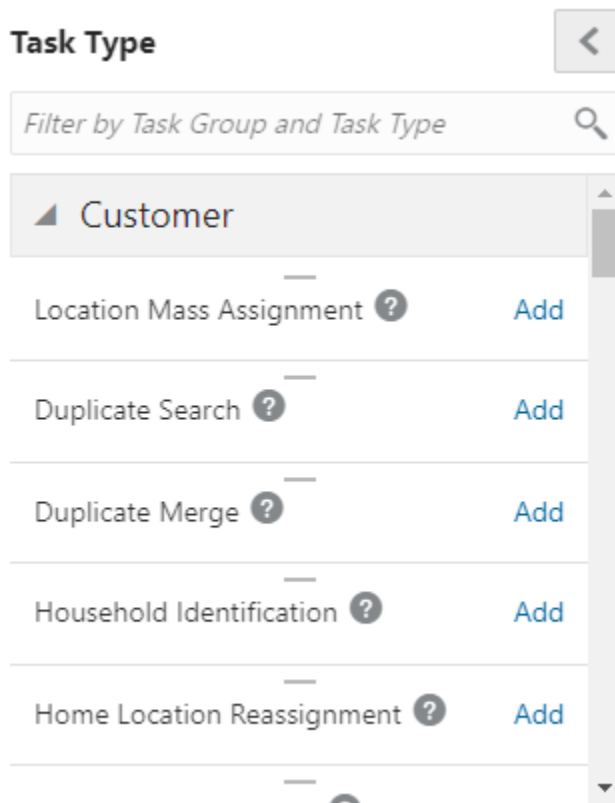 Task Type
Filter by Task Group and Task Type
Customer
Location Mass Assignment ? Add
Duplicate Search ? Add
Duplicate Merge ? Add
Household Identification ? Add
Home Location Reassignment ? Add